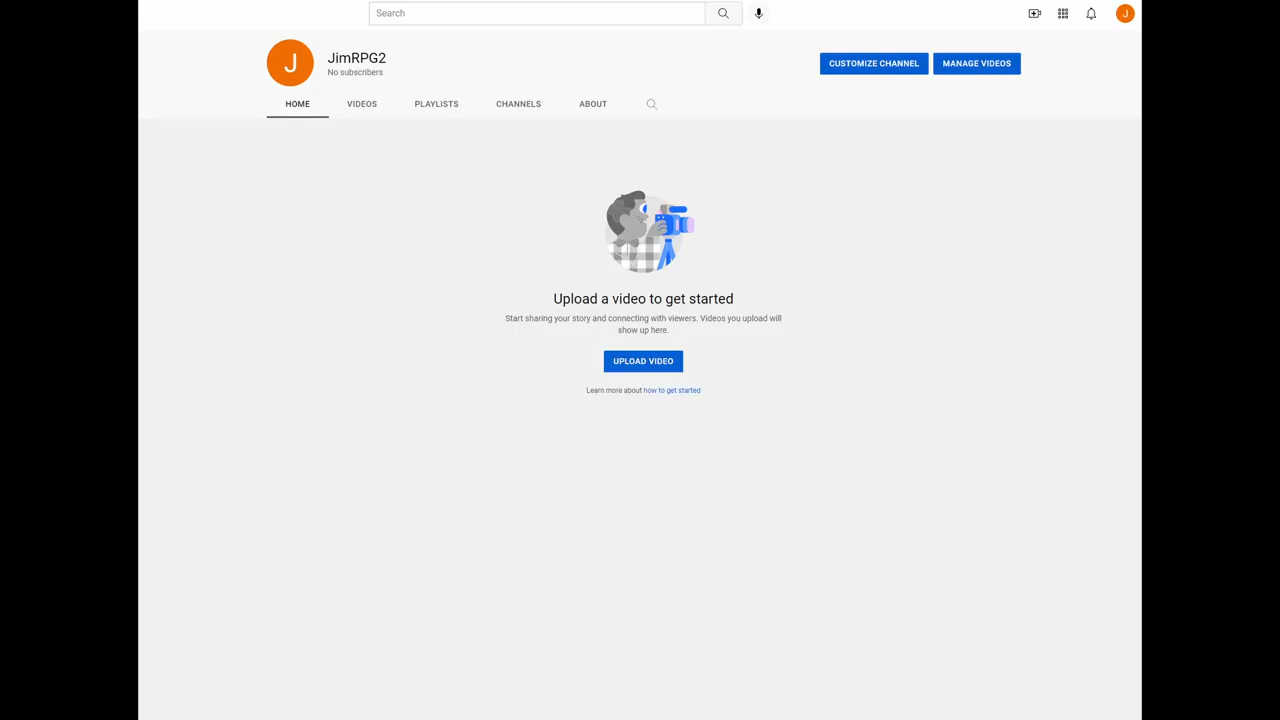 Search
J
J
JimRPG2
No subscribers
CUSTOMIZE CHANNEL
MANAGE VIDEOS
HOME
VIDEOS
PLAYLISTS
CHANNELS
ABOUT
Upload a video to get started
Start sharing your story and connecting with viewers. Videos you upload will
show up here.
UPLOAD VIDEO
Learn more about how to get started